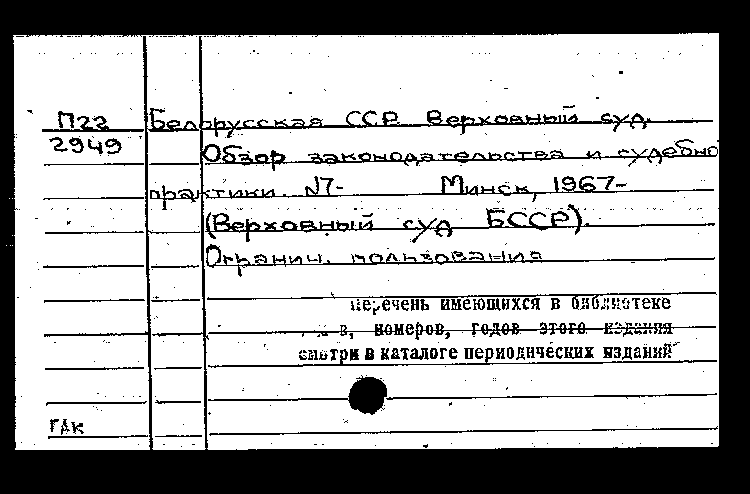 П22 Белорусская ССР. Верховный суд.
2949 Обзор законодательства и судебно
практики. N7- Минск, 1967-
(Верховный суд БССР).
Огранич. пользования
перечень имеющихся в библиотеке
в, номеров, годов этого издания
смотри в каталоге периодических изданий
ГАК